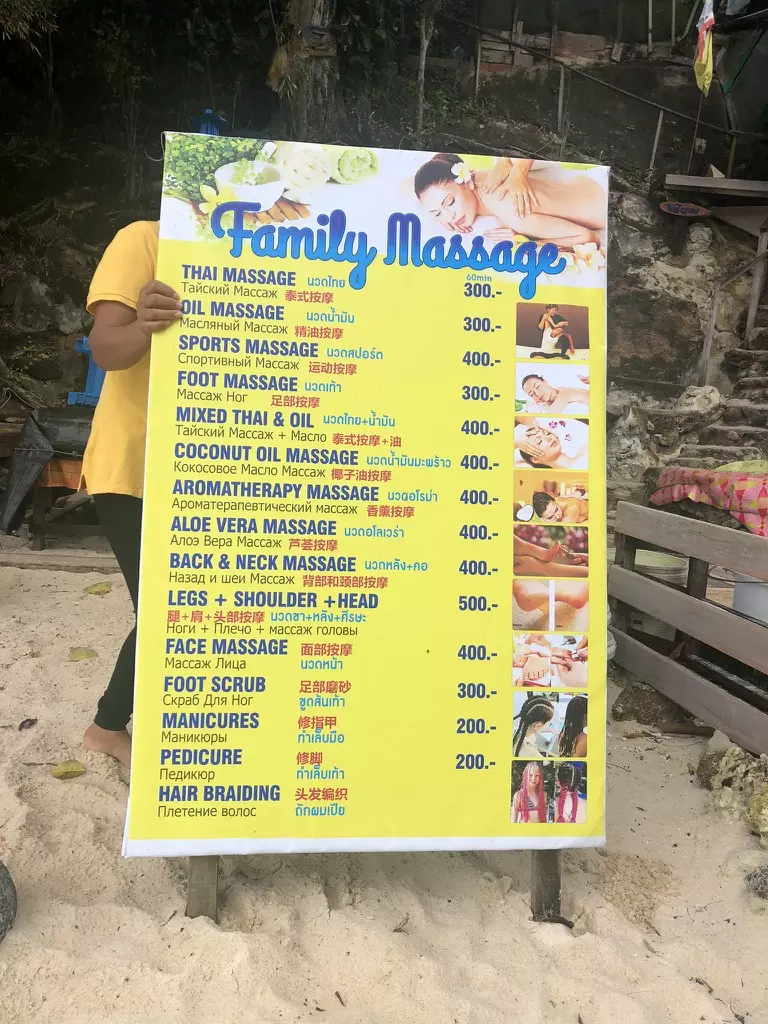 Family Massage
60min
THAI MASSAGE นวดไทย 300.-
Тайский Массаж 泰式按摩
OIL MASSAGE นวดน้ำมัน 300.-
Масляный Массаж 精油按摩
SPORTS MASSAGE นวดสปอร์ต 400.-
Спортивный Массаж 运动按摩
FOOT MASSAGE นวดเท้า 300.-
Массаж Ног 足部按摩
MIXED THAI & OIL นวดไทย+น้ำมัน 400.-
Тайский Массаж + Масло 泰式按摩+油
COCONUT OIL MASSAGE นวดน้ำมันมะพร้าว 400.-
Кокосовое Масло Массаж 椰子油按摩
AROMATHERAPY MASSAGE นวดอโรม่า 400.-
Ароматерапевтический массаж 香薰按摩
ALOE VERA MASSAGE นวดอโลเวร่า 400.-
Алоэ Вера Массаж 芦荟按摩
BACK & NECK MASSAGE นวดหลัง+คอ 400.-
Назад и шеи Массаж 背部和颈部按摩
LEGS + SHOULDER +HEAD 500.-
腿+肩+头部按摩 นวดขา+หลัง+ศีรษะ
Ноги + Плечо + массаж головы
FACE MASSAGE 面部按摩 400.-
Массаж Лица นวดหน้า
FOOT SCRUB 足部磨砂 300.-
Скраб Для Ног ขูดส้นเท้า
MANICURES 修指甲 200.-
Маникюры ทำเล็บมือ
PEDICURE 修脚 200.-
Педикюр ทำเล็บเท้า
HAIR BRAIDING 头发编织
Плетение волос ถักผมเปีย